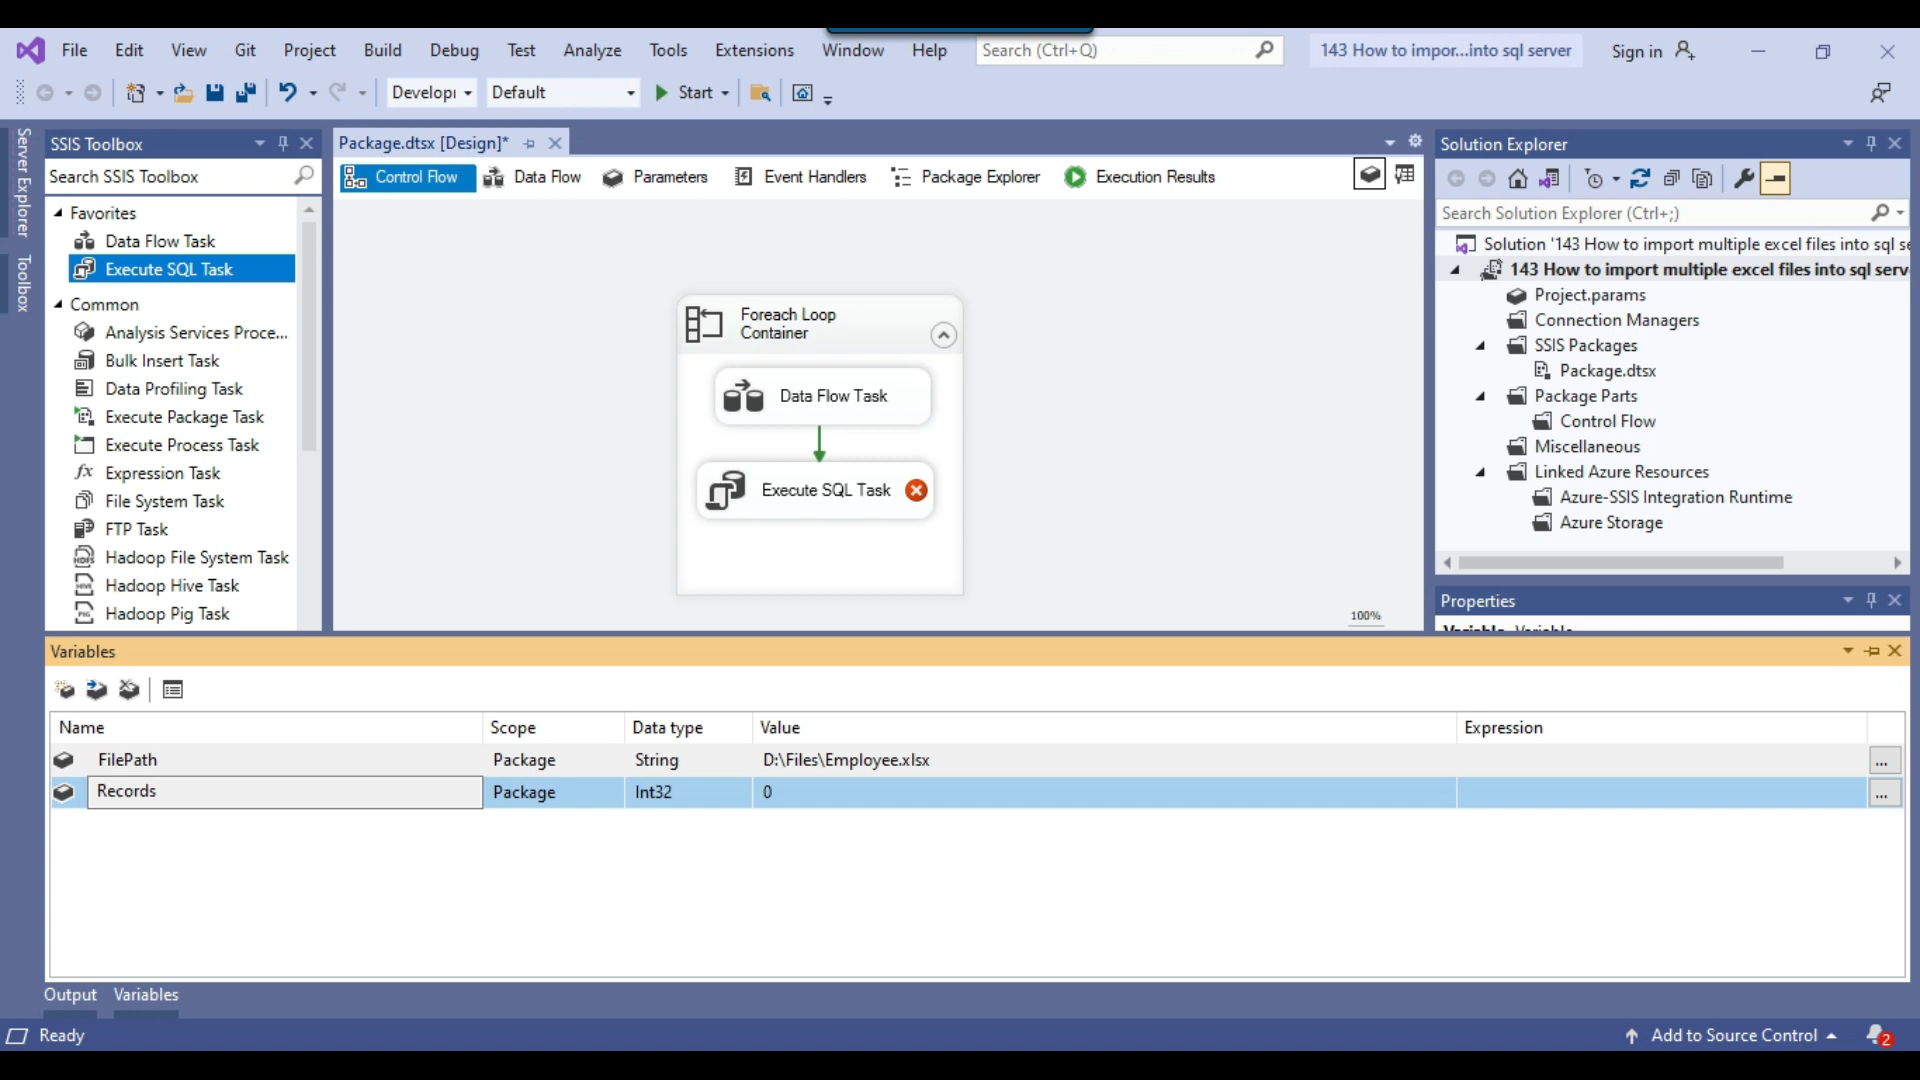 File Edit View Git Project Build Debug Test Analyze Tools Extensions Window Help Search (Ctrl+Q) 143 How to impor...into sql server Sign in
Develop Default Start
Server Explorer
Toolbox
SSIS Toolbox
Search SSIS Toolbox
Favorites
Data Flow Task
Execute SQL Task
Common
Analysis Services Proce...
Bulk Insert Task
Data Profiling Task
Execute Package Task
Execute Process Task
fx Expression Task
File System Task
FTP Task
Hadoop File System Task
Hadoop Hive Task
Hadoop Pig Task
Package.dtsx [Design]*
Control Flow Data Flow Parameters Event Handlers Package Explorer Execution Results
Foreach Loop
Container
Data Flow Task
Execute SQL Task
100%
Solution Explorer
Search Solution Explorer (Ctrl+;)
Solution '143 How to import multiple excel files into sql se
143 How to import multiple excel files into sql serv
Project.params
Connection Managers
SSIS Packages
Package.dtsx
Package Parts
Control Flow
Miscellaneous
Linked Azure Resources
Azure-SSIS Integration Runtime
Azure Storage
Properties
Variable Variable
Variables
Name Scope Data type Value Expression
FilePath Package String D:\Files\Employee.xlsx ...
Records Package Int32 0 ...
Output Variables
Ready Add to Source Control 2